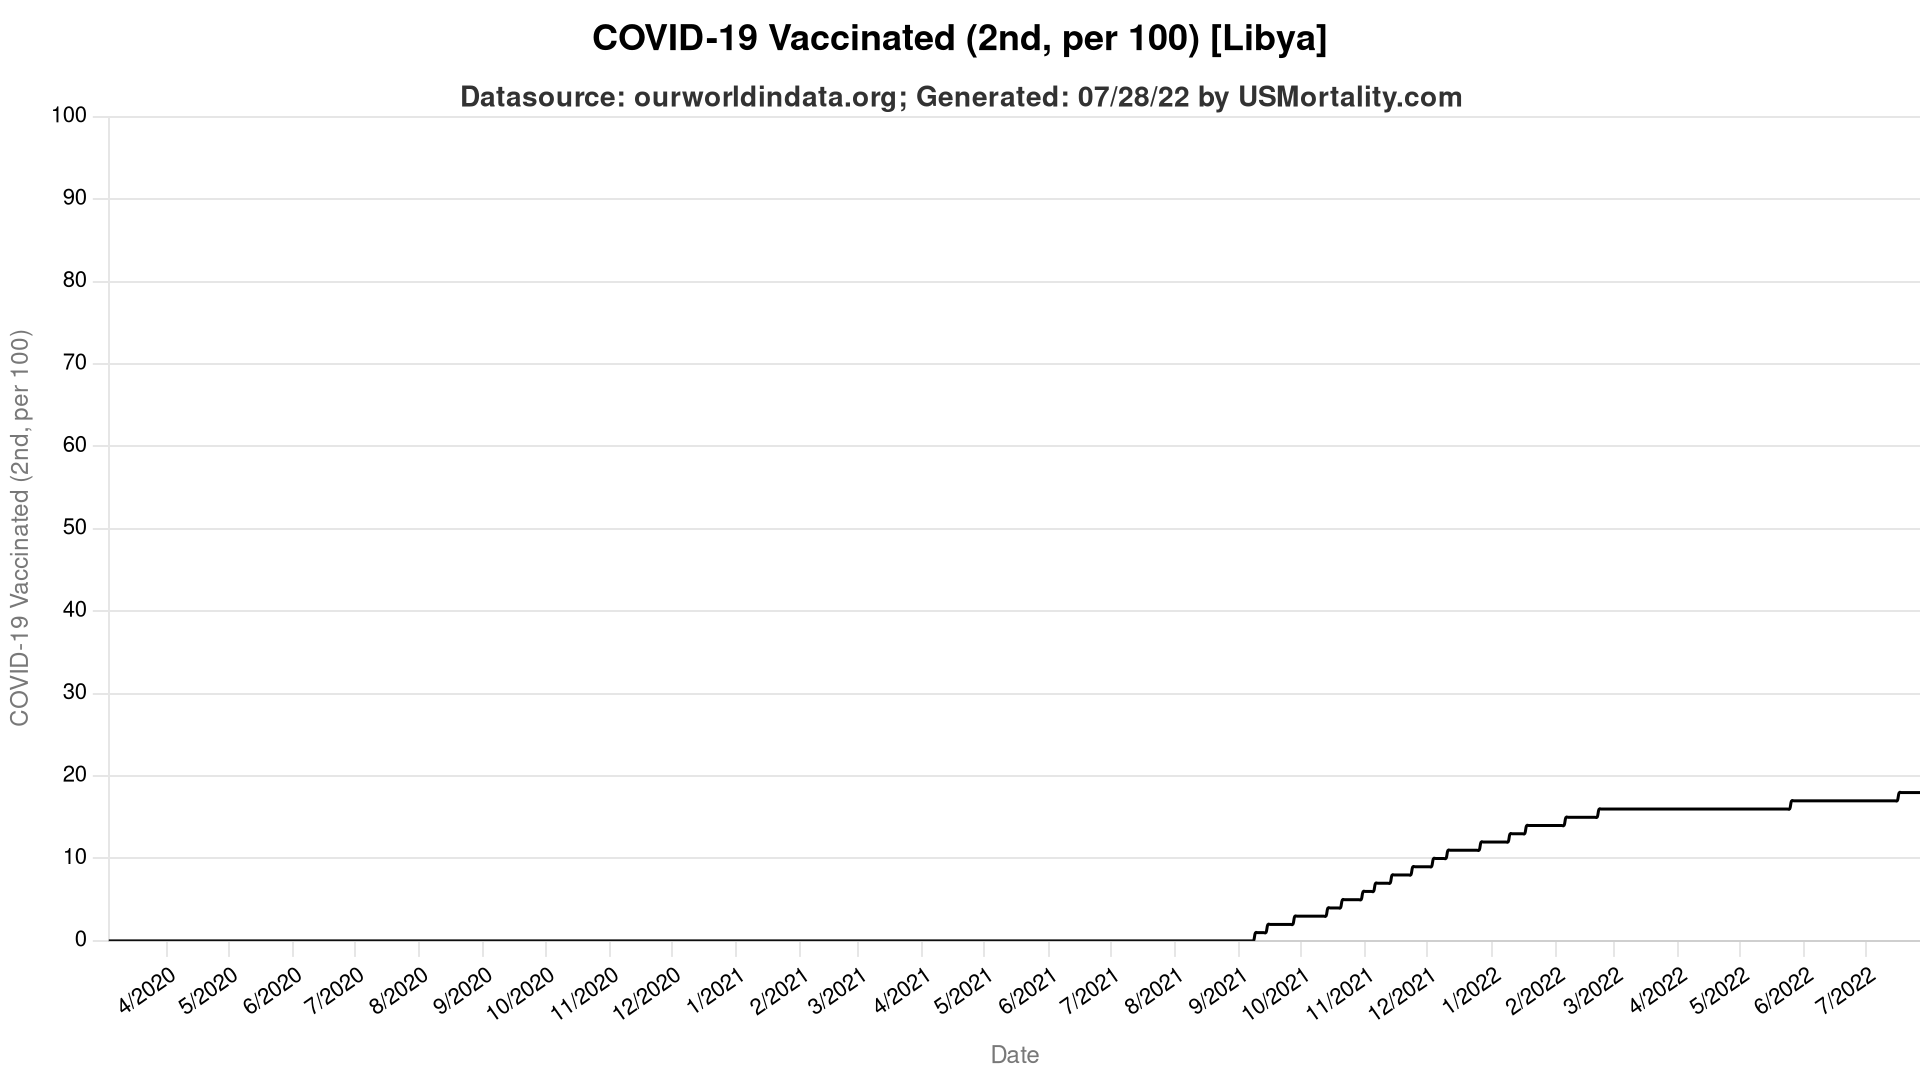 COVID-19 Vaccinated (2nd, per 100) [Libya]
Datasource: ourworldindata.org; Generated: 07/28/22 by USMortality.com
100
90
80
70
60
50
40
30
20
10
0
COVID-19 Vaccinated (2nd, per 100)
4/2020 5/2020 6/2020 7/2020 8/2020 9/2020 10/2020 11/2020 12/2020 1/2021 2/2021 3/2021 4/2021 5/2021 6/2021 7/2021 8/2021 9/2021 10/2021 11/2021 12/2021 1/2022 2/2022 3/2022 4/2022 5/2022 6/2022 7/2022
Date